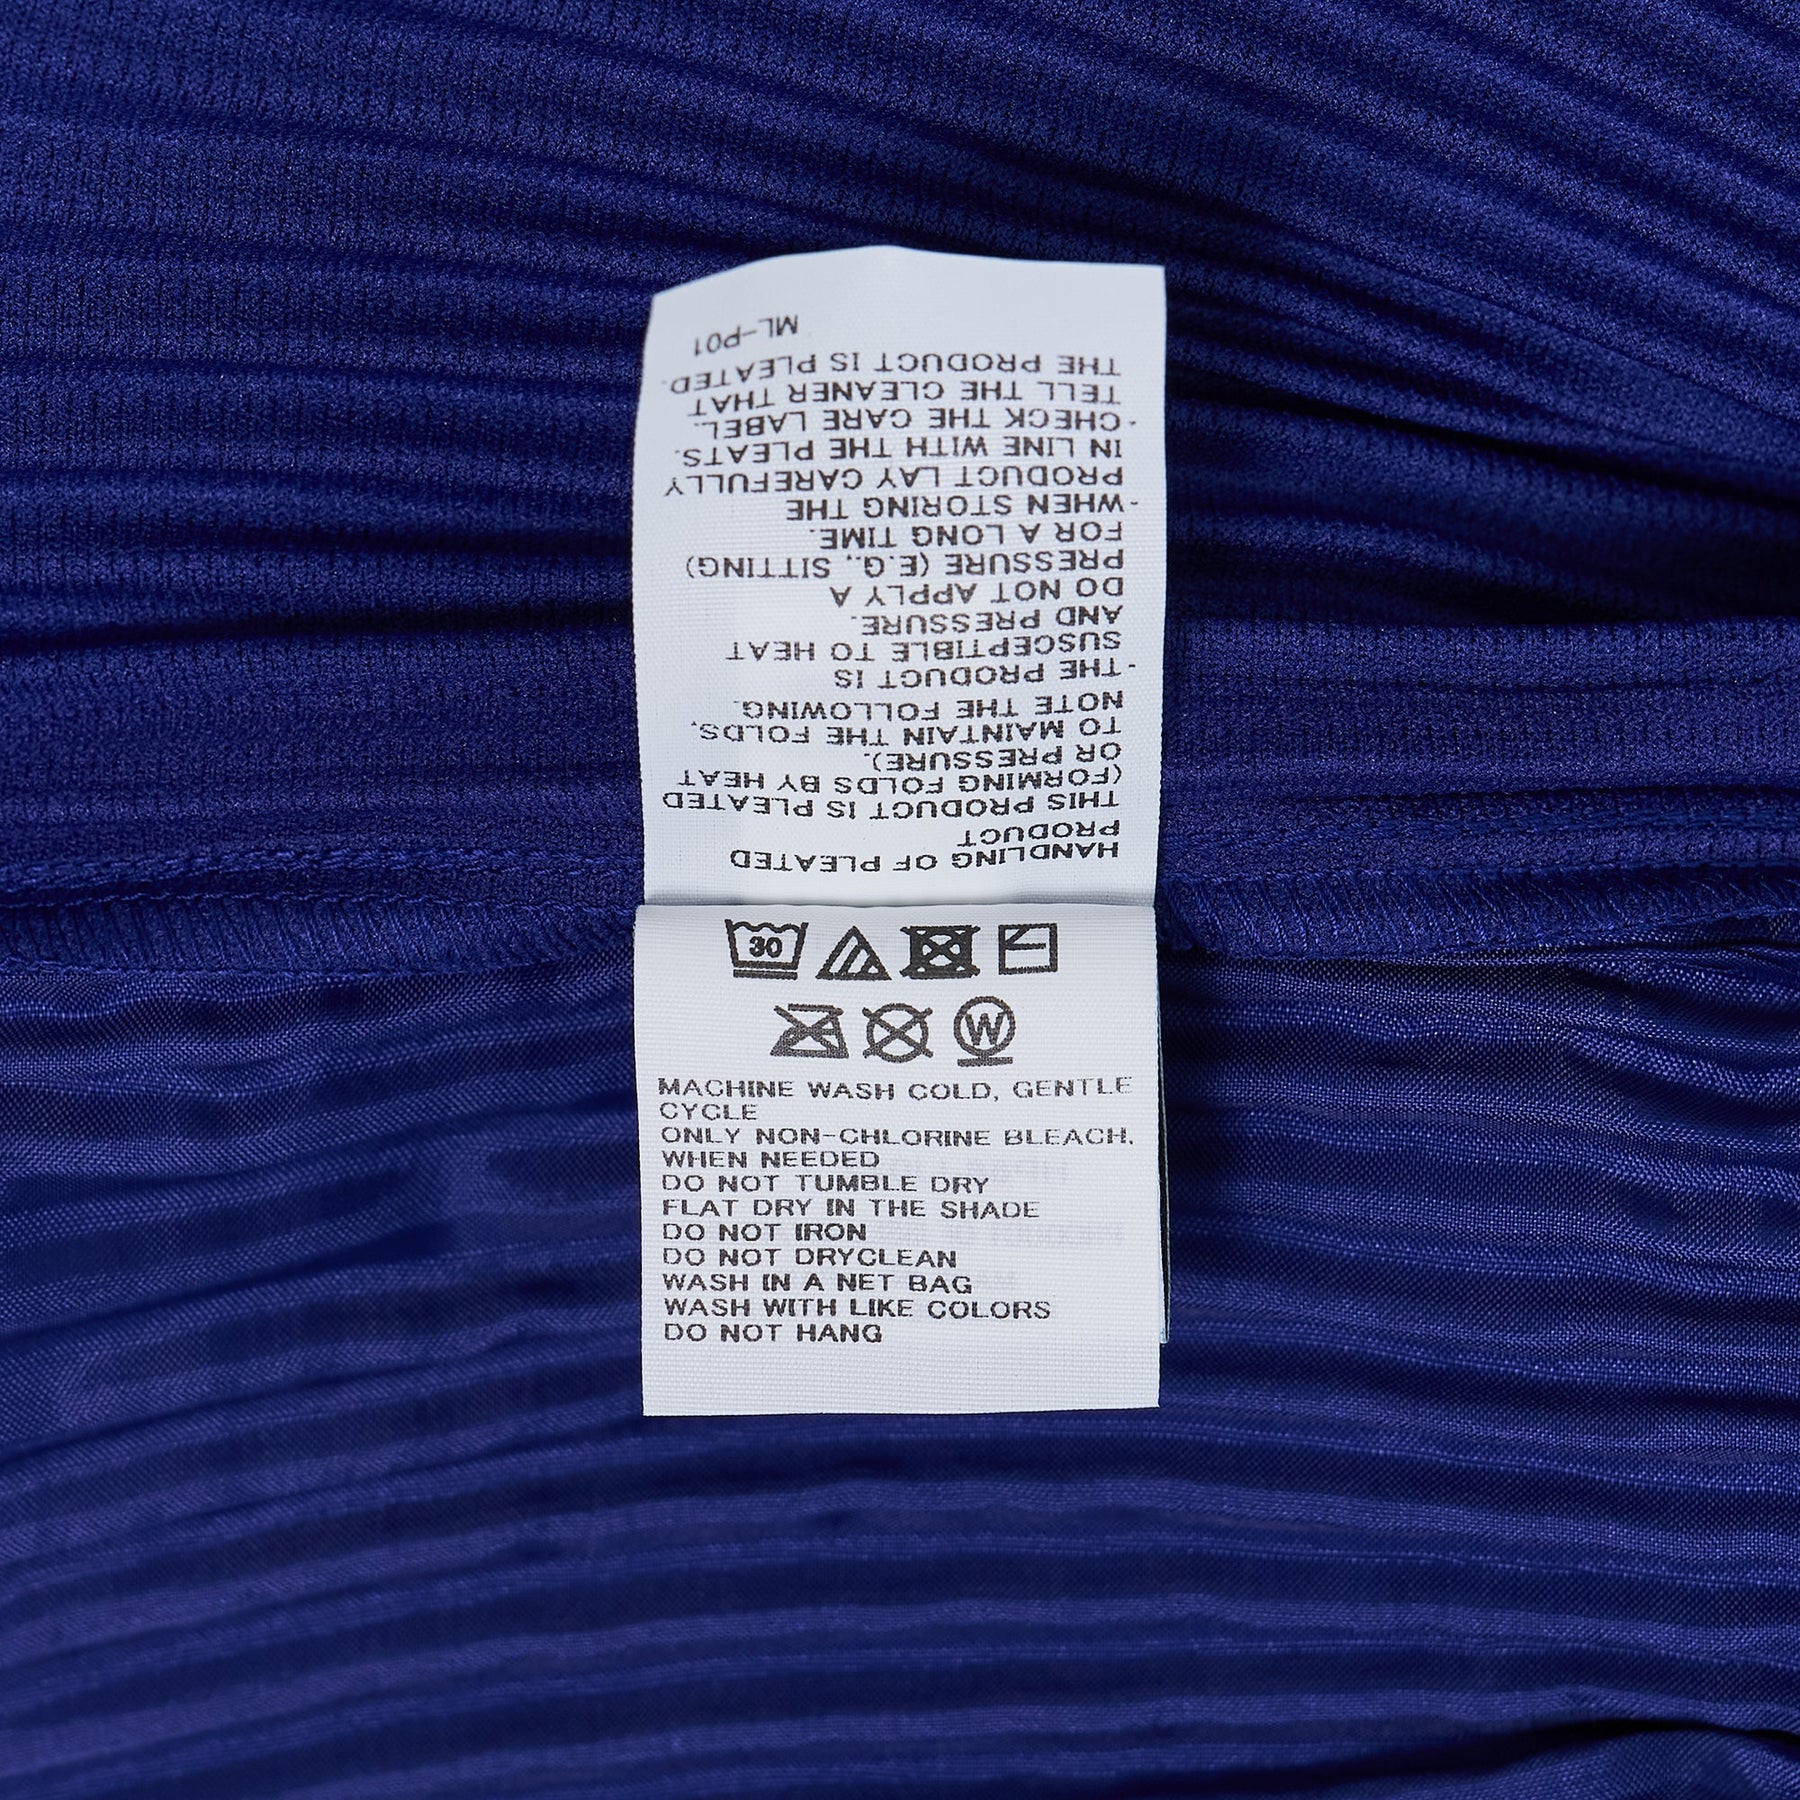 HANDLING OF PLEATED
PRODUCT
THIS PRODUCT IS PLEATED
(FORMING FOLDS BY HEAT
OR PRESSURE).
TO MAINTAIN THE FOLDS,
NOTE THE FOLLOWING.
·THE PRODUCT IS
SUSCEPTIBLE TO HEAT
AND PRESSURE.
DO NOT APPLY A
PRESSURE (E.G., SITTING)
FOR A LONG TIME.
·WHEN STORING THE
PRODUCT LAY CAREFULLY
IN LINE WITH THE PLEATS.
·CHECK THE CARE LABEL.
TELL THE CLEANER THAT
THE PRODUCT IS PLEATED.
ML-P01
30
W
MACHINE WASH COLD, GENTLE
CYCLE
ONLY NON-CHLORINE BLEACH,
WHEN NEEDED
DO NOT TUMBLE DRY
FLAT DRY IN THE SHADE
DO NOT IRON
DO NOT DRYCLEAN
WASH IN A NET BAG
WASH WITH LIKE COLORS
DO NOT HANG